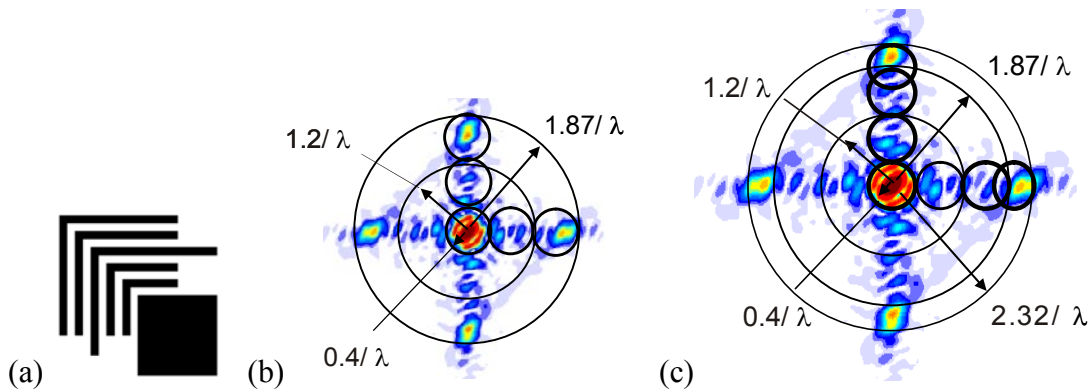 (a)
(b)
1.2/ λ
1.87/ λ
0.4/ λ
(c)
1.2/ λ
1.87/ λ
0.4/ λ
2.32/ λ